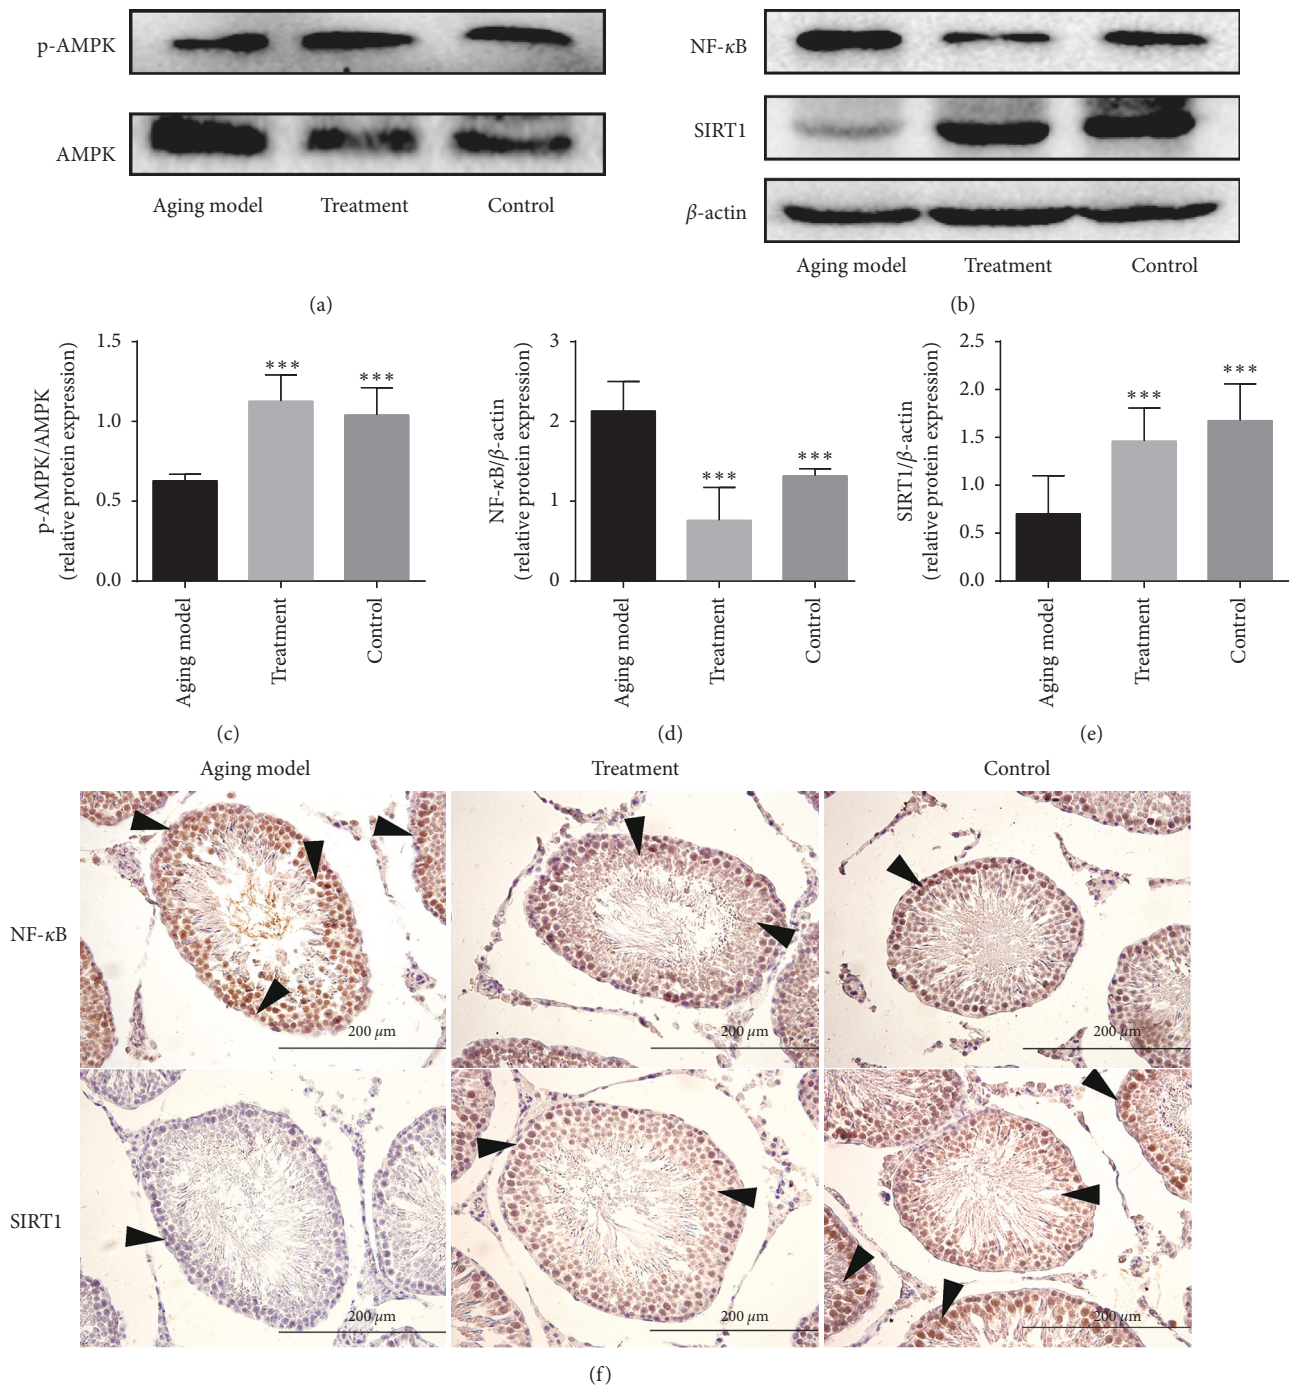 p-AMPK
AMPK
Aging model Treatment Control
(a)
NF-κB
SIRT1
β-actin
Aging model Treatment Control
(b)
p-AMPK/AMPK
(relative protein expression)
1.5
1.0
0.5
0.0
*** ***
Aging model
Treatment
Control
(c)
NF-κB/β-actin
(relative protein expression)
3
2
1
0
*** ***
Aging model
Treatment
Control
(d)
SIRT1/β-actin
(relative protein expression)
2.5
2.0
1.5
1.0
0.5
0.0
*** ***
Aging model
Treatment
Control
(e)
Aging model Treatment Control
NF-κB
200 μm 200 μm 200 μm
SIRT1
200 μm 200 μm 200 μm
(f)